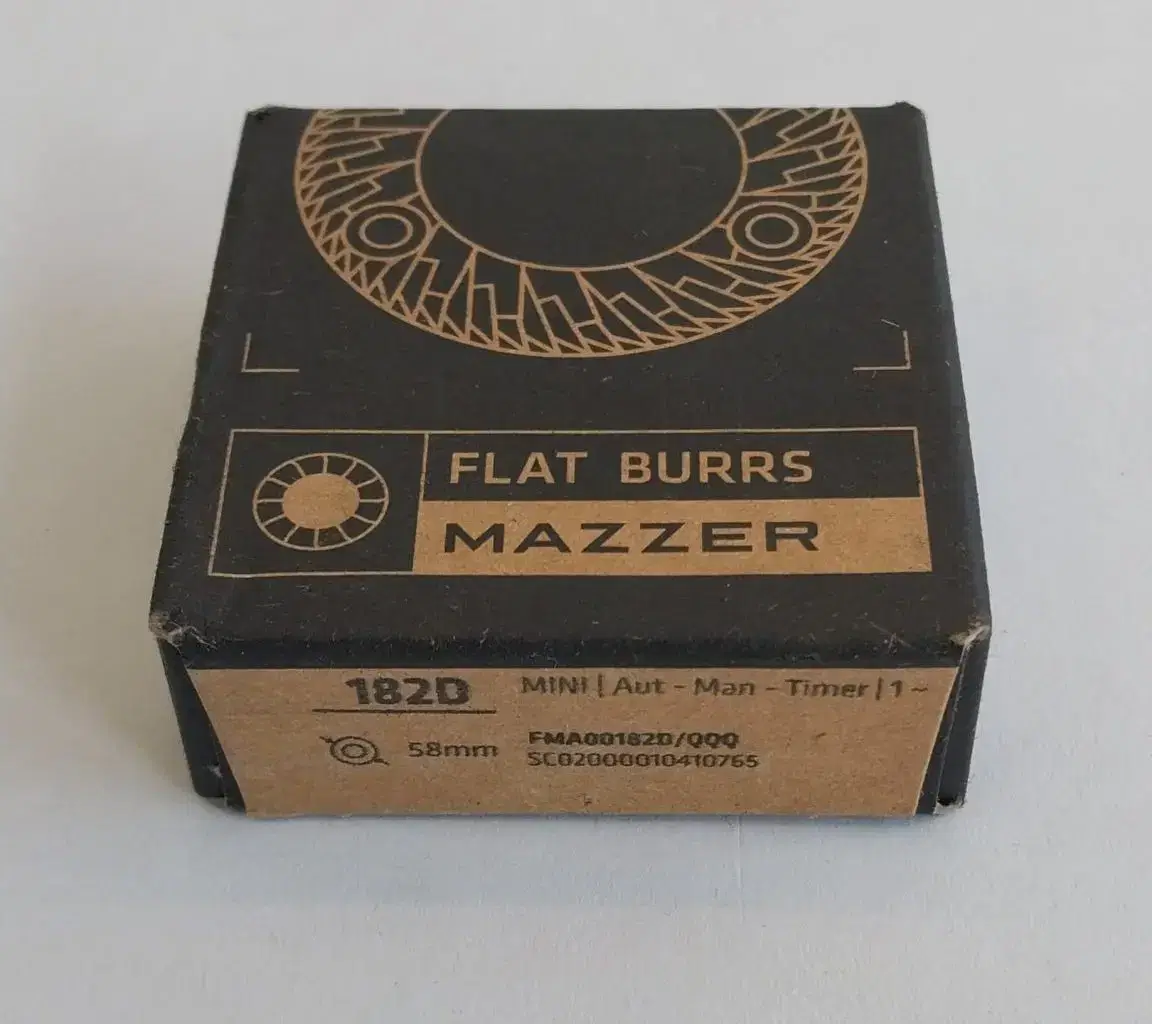 FLAT BURRS
MAZZER
182D
MINI | Aut - Man - Timer | 1 ~
58mm
FMA00182D/QQQ
SC02000010410765